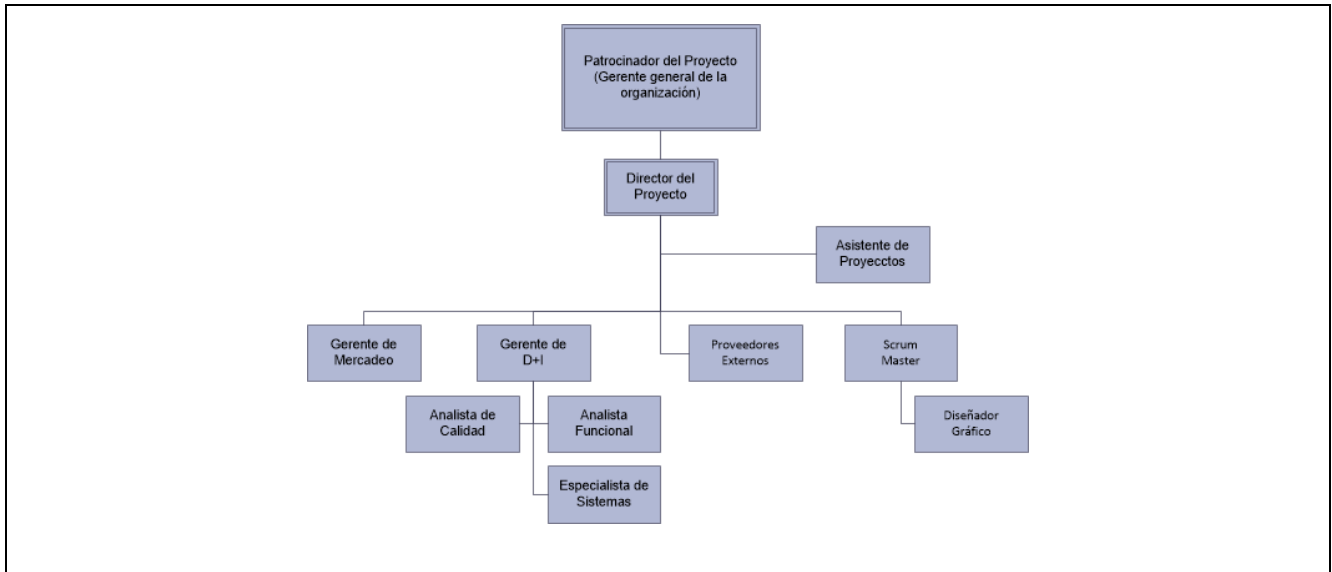 Patrocinador del Proyecto
(Gerente general de la
organización)
Director del
Proyecto
Asistente de
Proyecctos
Gerente de
Mercadeo
Gerente de
D+I
Proveedores
Externos
Scrum
Master
Analista de
Calidad
Analista
Funcional
Diseñador
Gráfico
Especialista de
Sistemas